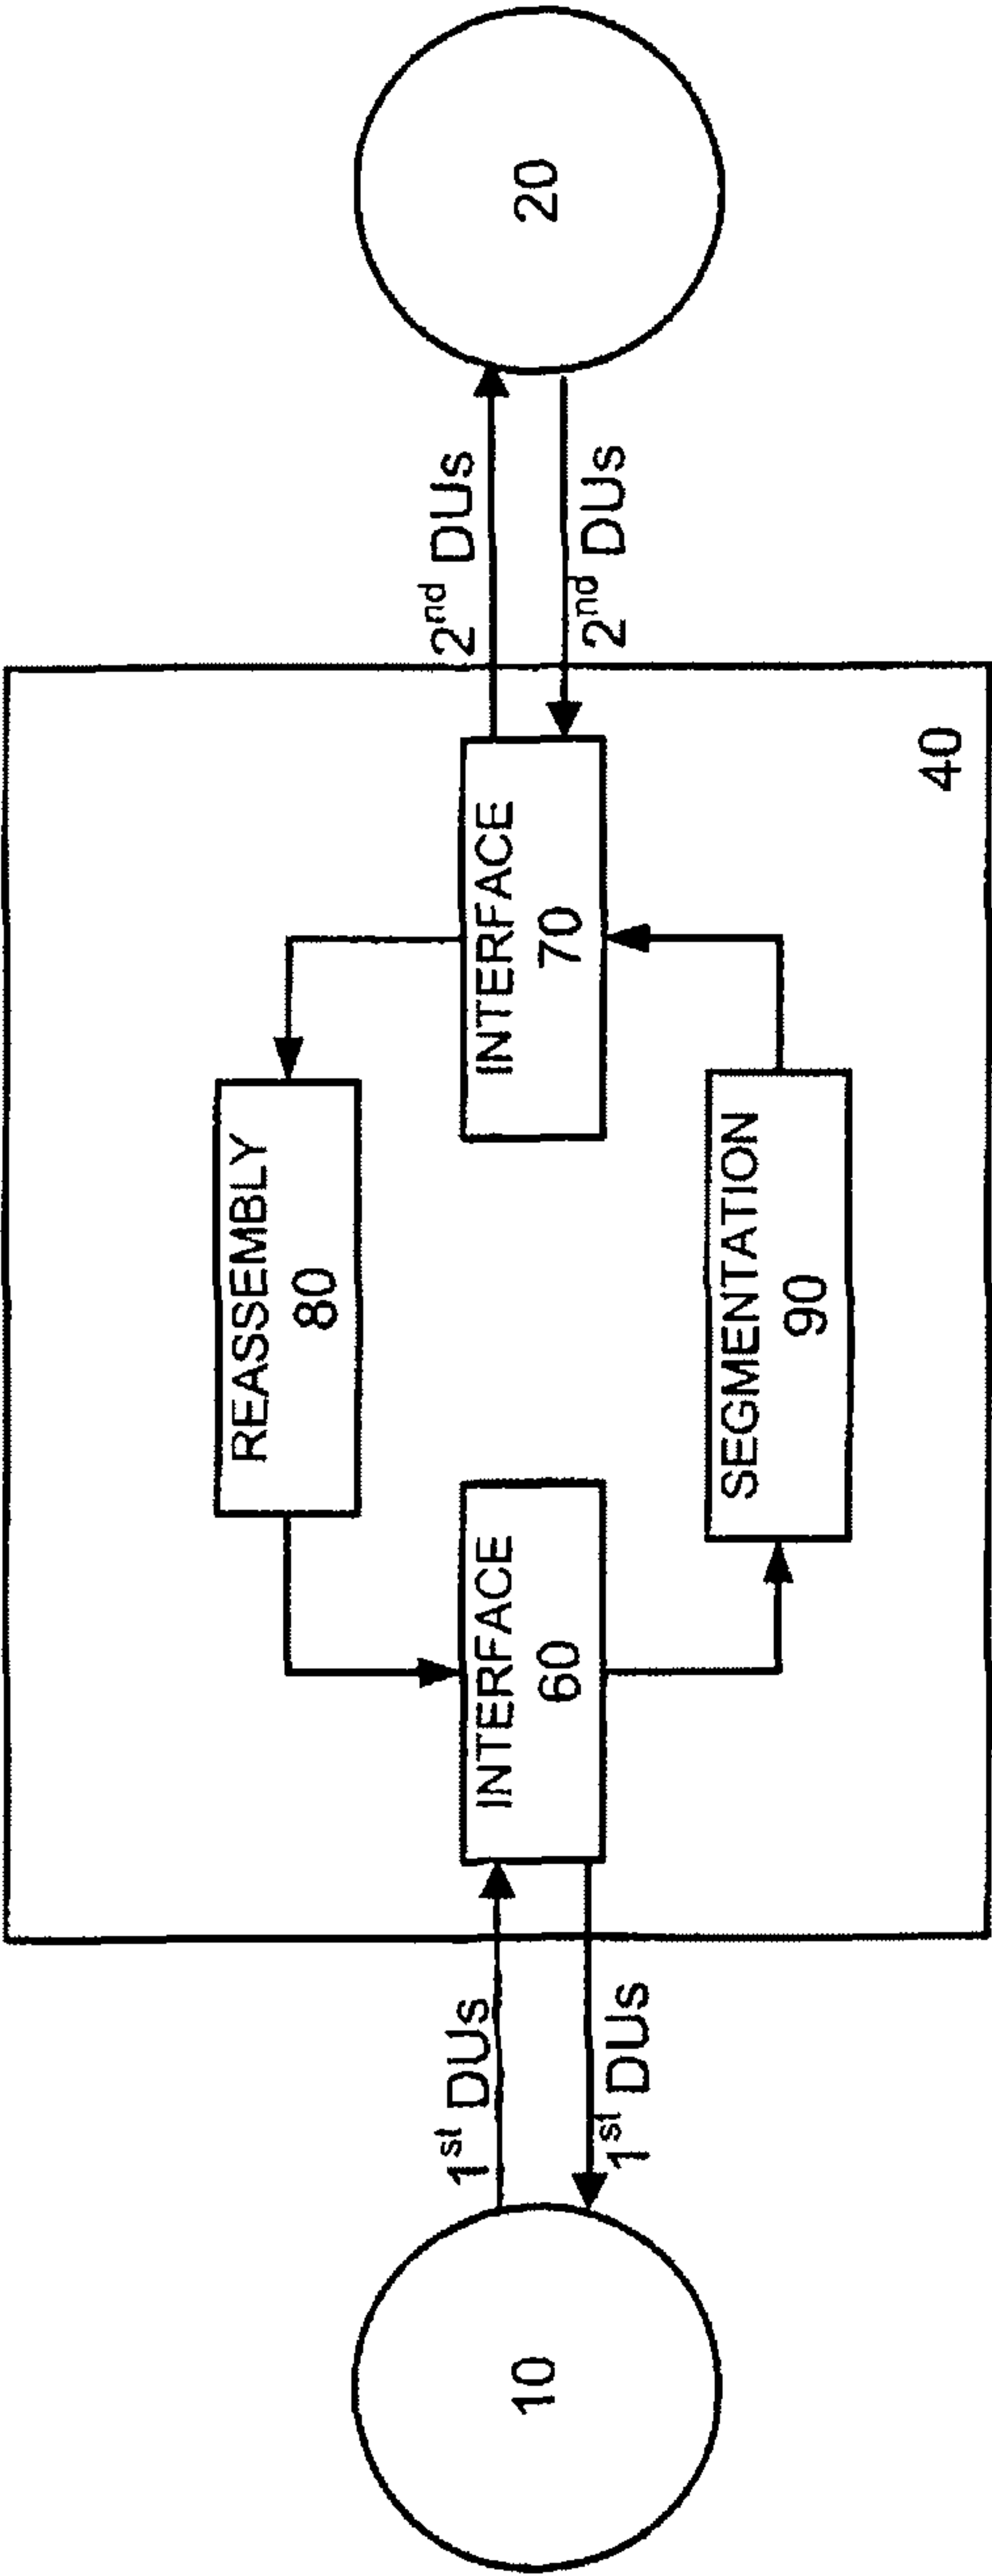 REASSEMBLY
80
1st DUs
INTERFACE
60
INTERFACE
70
2nd DUs
10
20
1st DUs
2nd DUs
SEGMENTATION
90
40